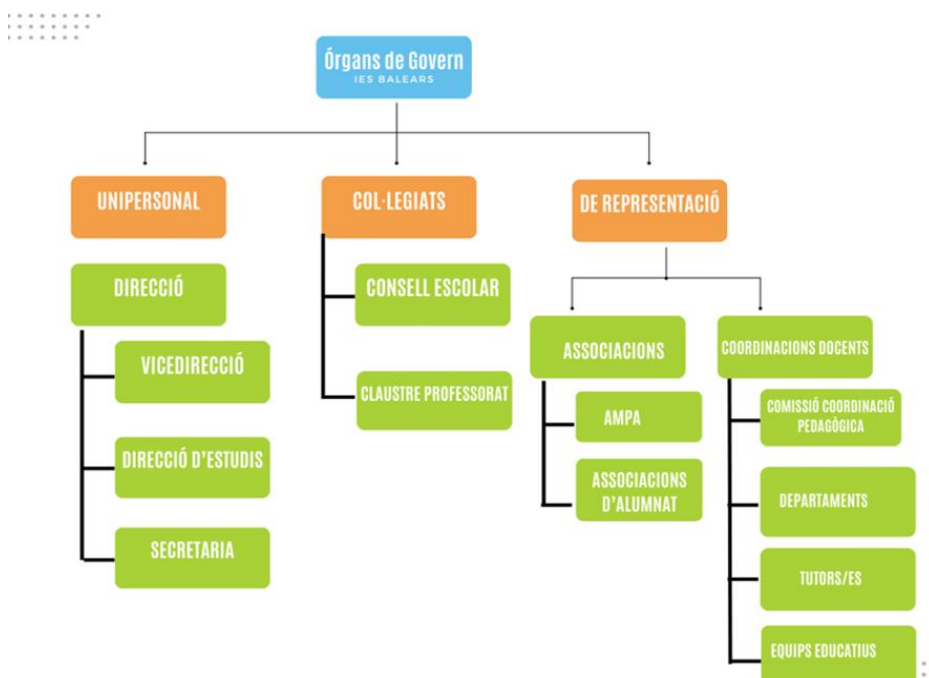 Órgans de Govern
IES BALEARS
UNIPERSONAL
COL·LEGIATS
DE REPRESENTACIÓ
DIRECCIÓ
VICEDIRECCIÓ
DIRECCIÓ D'ESTUDIS
SECRETARIA
CONSELL ESCOLAR
CLAUSTRE PROFESSORAT
ASSOCIACIONS
AMPA
ASSOCIACIONS
D'ALUMNAT
COORDINACIONS DOCENTS
COMISSIÓ COORDINACIÓ
PEDAGÒGICA
DEPARTAMENTS
TUTORS/ES
EQUIPS EDUCATIUS